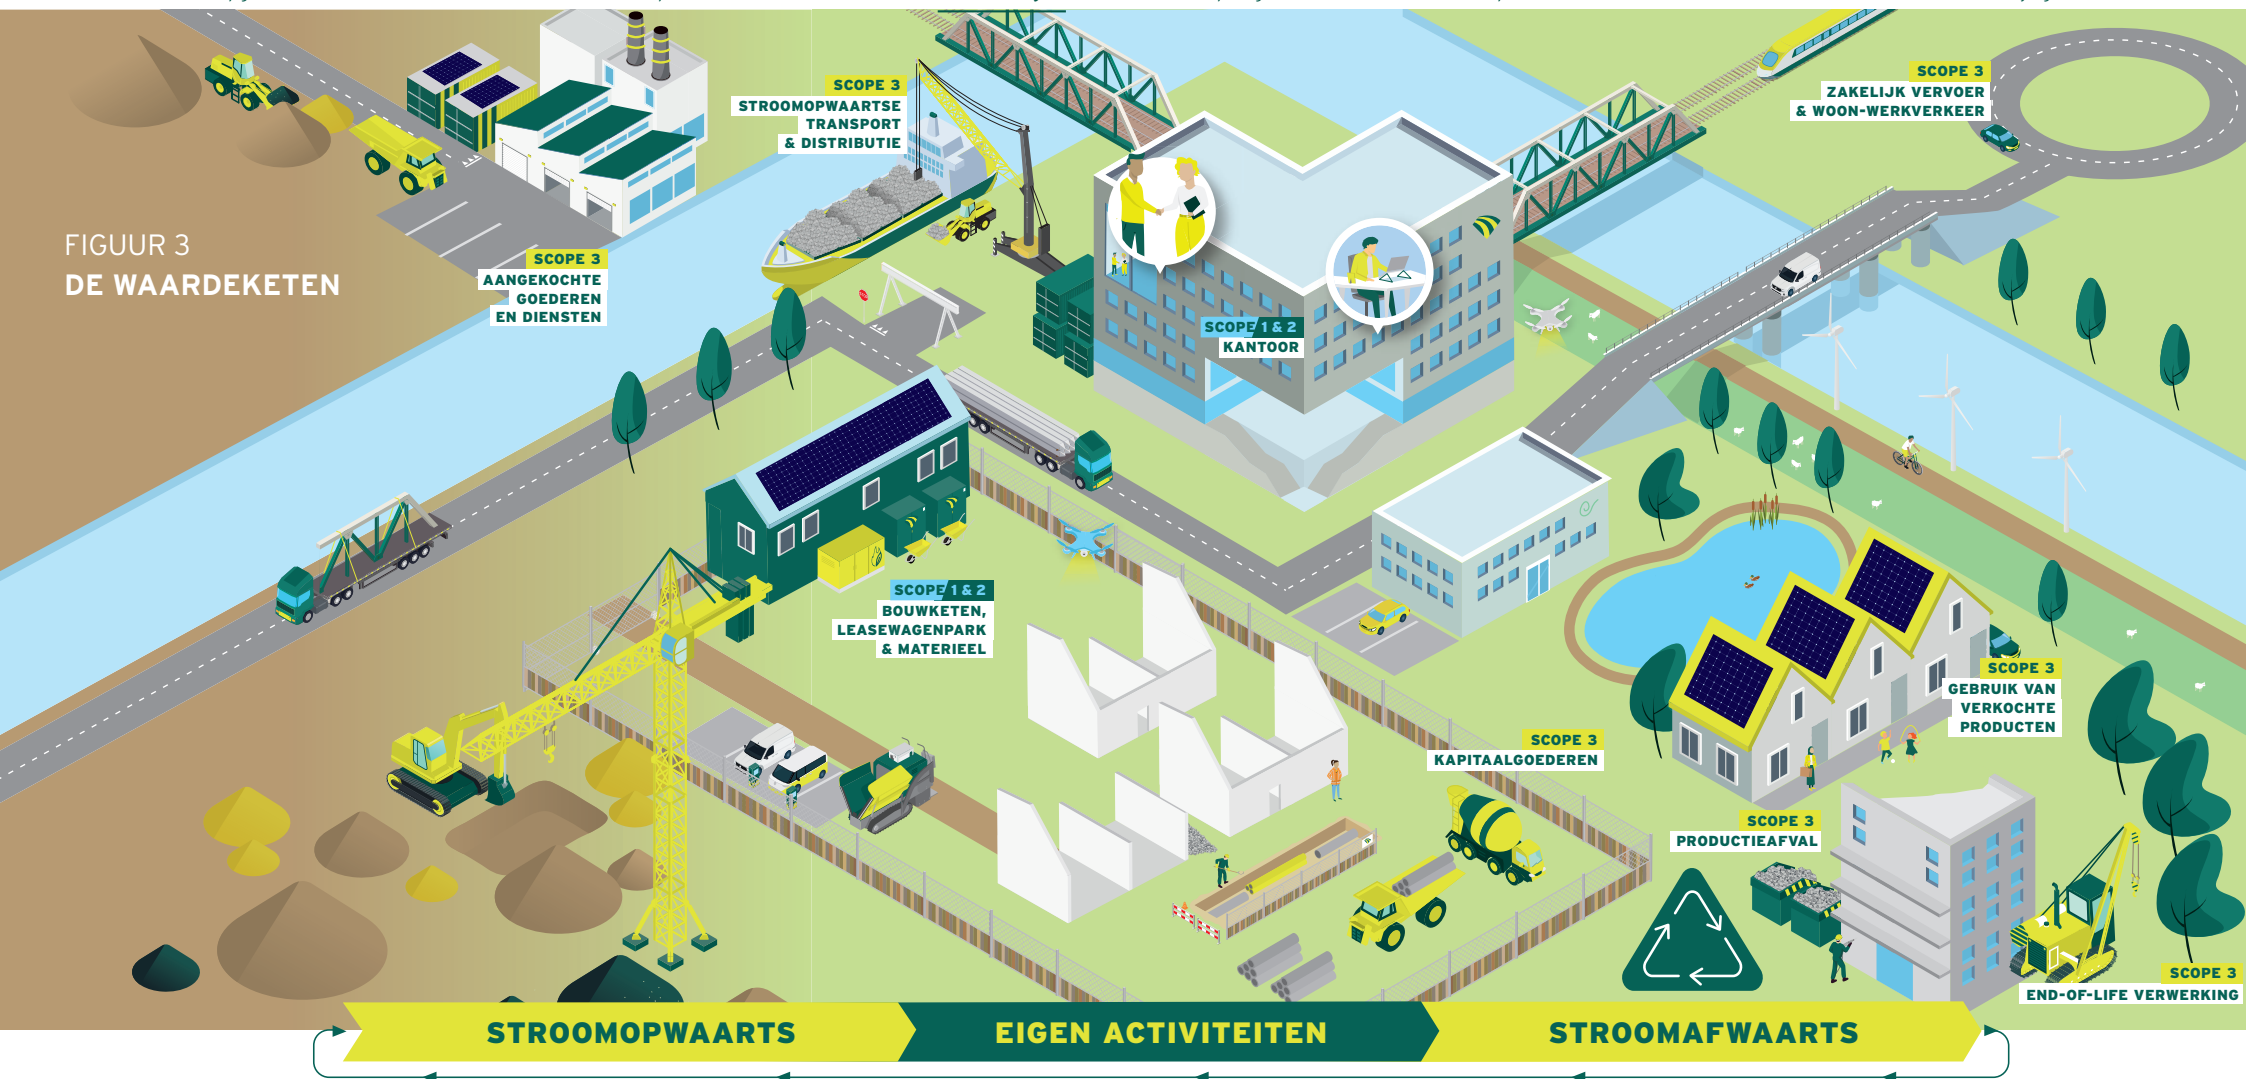 FIGUUR 3
DE WAARDEKETEN
SCOPE 3
AANGEKOCHTE
GOEDEREN
EN DIENSTEN
SCOPE 3
STROOMOPWAARTSE
TRANSPORT
& DISTRIBUTIE
SCOPE 1 & 2
KANTOOR
SCOPE 3
ZAKELIJK VERVOER
& WOON-WERKVERKEER
SCOPE 1 & 2
BOUWKETEN,
LEASEWAGENPARK
& MATERIEEL
SCOPE 3
KAPITAALGOEDEREN
SCOPE 3
GEBRUIK VAN
VERKOCHTE
PRODUCTEN
SCOPE 3
PRODUCTIEAFVAL
SCOPE 3
END-OF-LIFE VERWERKING
STROOMOPWAARTS
EIGEN ACTIVITEITEN
STROOMAFWAARTS